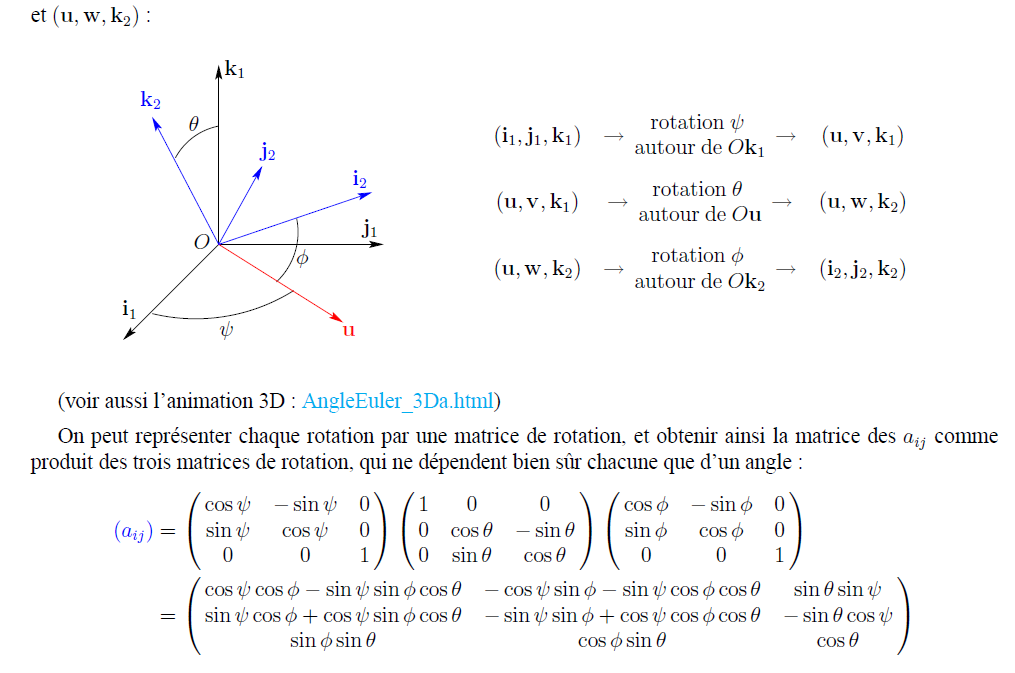 et (u, w, k₂) :
k₁
k₂
θ
j₂
i₂
j₁
O
ϕ
i₁
ψ
u
(i₁, j₁, k₁) → rotation ψ autour de Ok₁ → (u, v, k₁)
(u, v, k₁) → rotation θ autour de Ou → (u, w, k₂)
(u, w, k₂) → rotation ϕ autour de Ok₂ → (i₂, j₂, k₂)
(voir aussi l'animation 3D : AngleEuler_3Da.html)
On peut représenter chaque rotation par une matrice de rotation, et obtenir ainsi la matrice des aᵢⱼ comme
produit des trois matrices de rotation, qui ne dépendent bien sûr chacune que d'un angle :
cos ψ − sin ψ 0 1 0 0 cos ϕ − sin ϕ 0
(aᵢⱼ) = sin ψ cos ψ 0 0 cos θ − sin θ sin ϕ cos ϕ 0
0 0 1 0 sin θ cos θ 0 0 1
cos ψ cos ϕ − sin ψ sin ϕ cos θ − cos ψ sin ϕ − sin ψ cos ϕ cos θ sin θ sin ψ
= sin ψ cos ϕ + cos ψ sin ϕ cos θ − sin ψ sin ϕ + cos ψ cos ϕ cos θ − sin θ cos ψ
sin ϕ sin θ cos ϕ sin θ cos θ